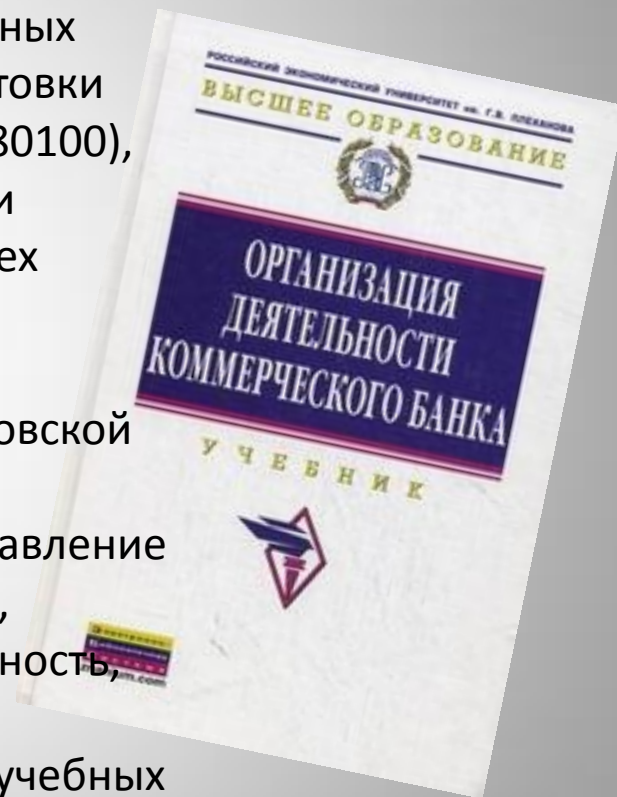 ных
товки
80100),
и
ех
овской
авление
,
ность,
учебных
РОССИЙСКИЙ ЭКОНОМИЧЕСКИЙ УНИВЕРСИТЕТ им. Г.В. ПЛЕХАНОВА
ВЫСШЕЕ ОБРАЗОВАНИЕ
ОРГАНИЗАЦИЯ
ДЕЯТЕЛЬНОСТИ
КОММЕРЧЕСКОГО БАНКА
УЧЕБНИК